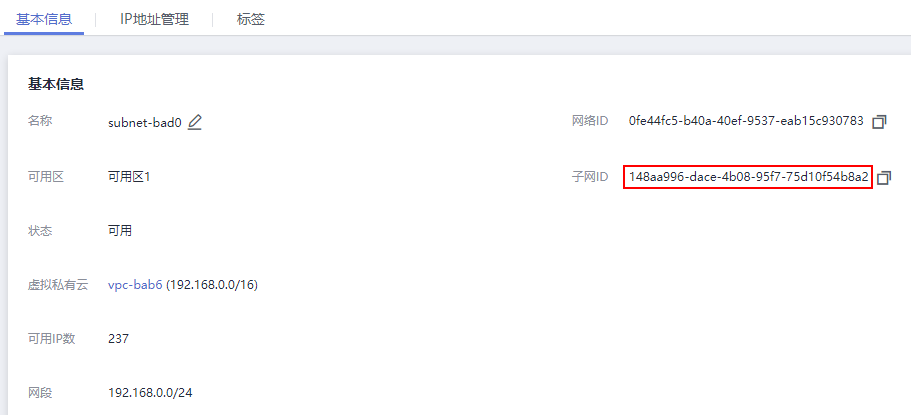 基本信息 IP地址管理 标签
基本信息
名称 subnet-bad0 网络ID 0fe44fc5-b40a-40ef-9537-eab15c930783
可用区 可用区1 子网ID 148aa996-dace-4b08-95f7-75d10f54b8a2
状态 可用
虚拟私有云 vpc-bab6 (192.168.0.0/16)
可用IP数 237
网段 192.168.0.0/24